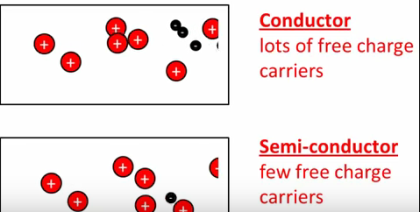 Conductor
lots of free charge
carriers
Semi-conductor
few free charge
carriers
+
+
+
+
+
+
+
+
+
+
+
+
+